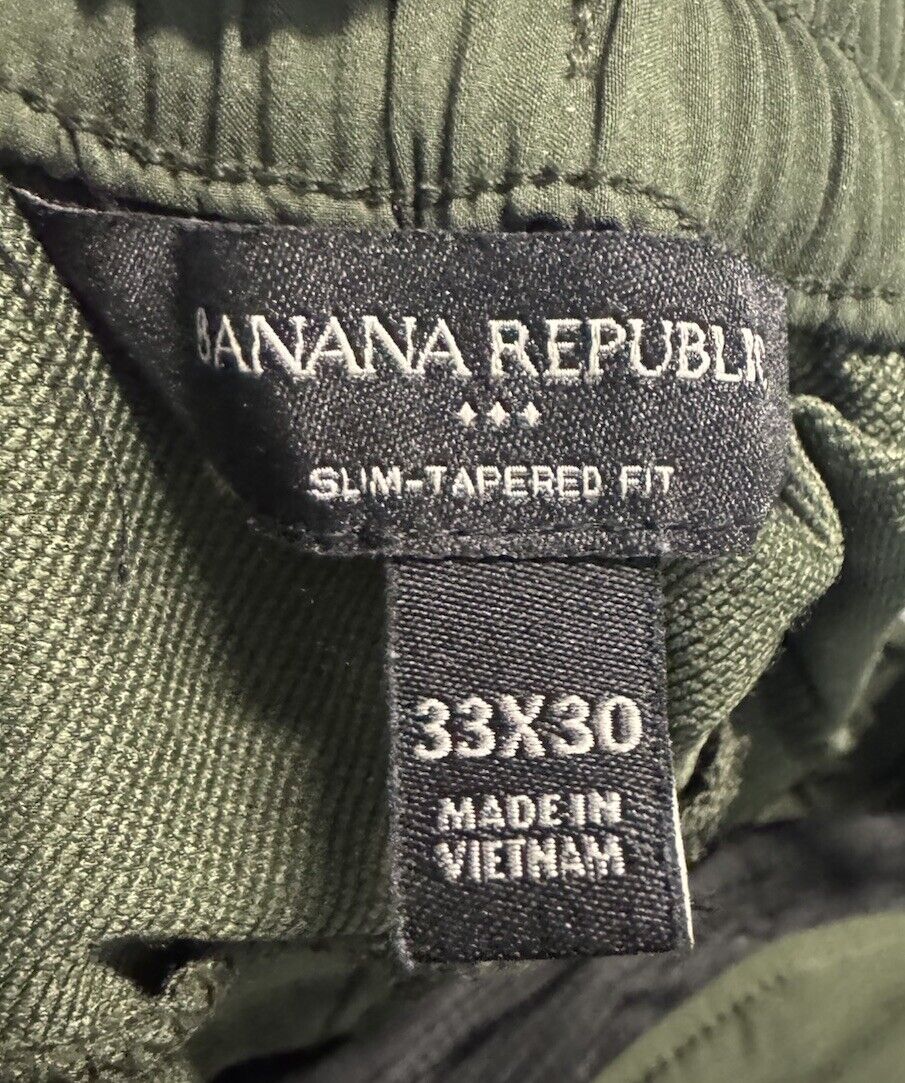 BANANA REPUBLIC
SLIM-TAPERED FIT
33X30
MADE IN
VIETNAM